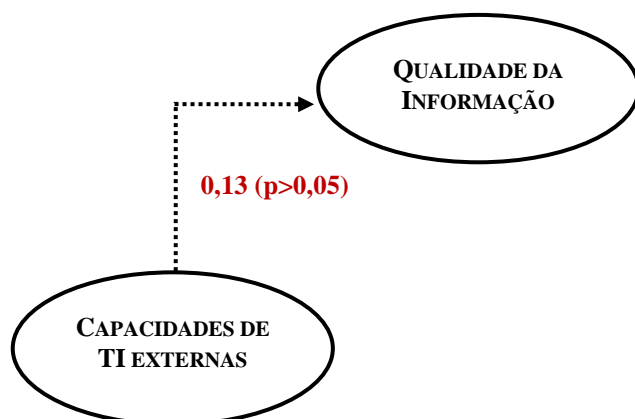 QUALIDADE DA
INFORMAÇÃO
0,13 (p>0,05)
CAPACIDADES DE
TI EXTERNAS